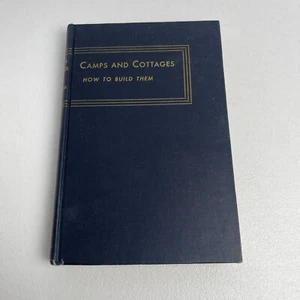 CAMPS AND COTTAGES
HOW TO BUILD THEM